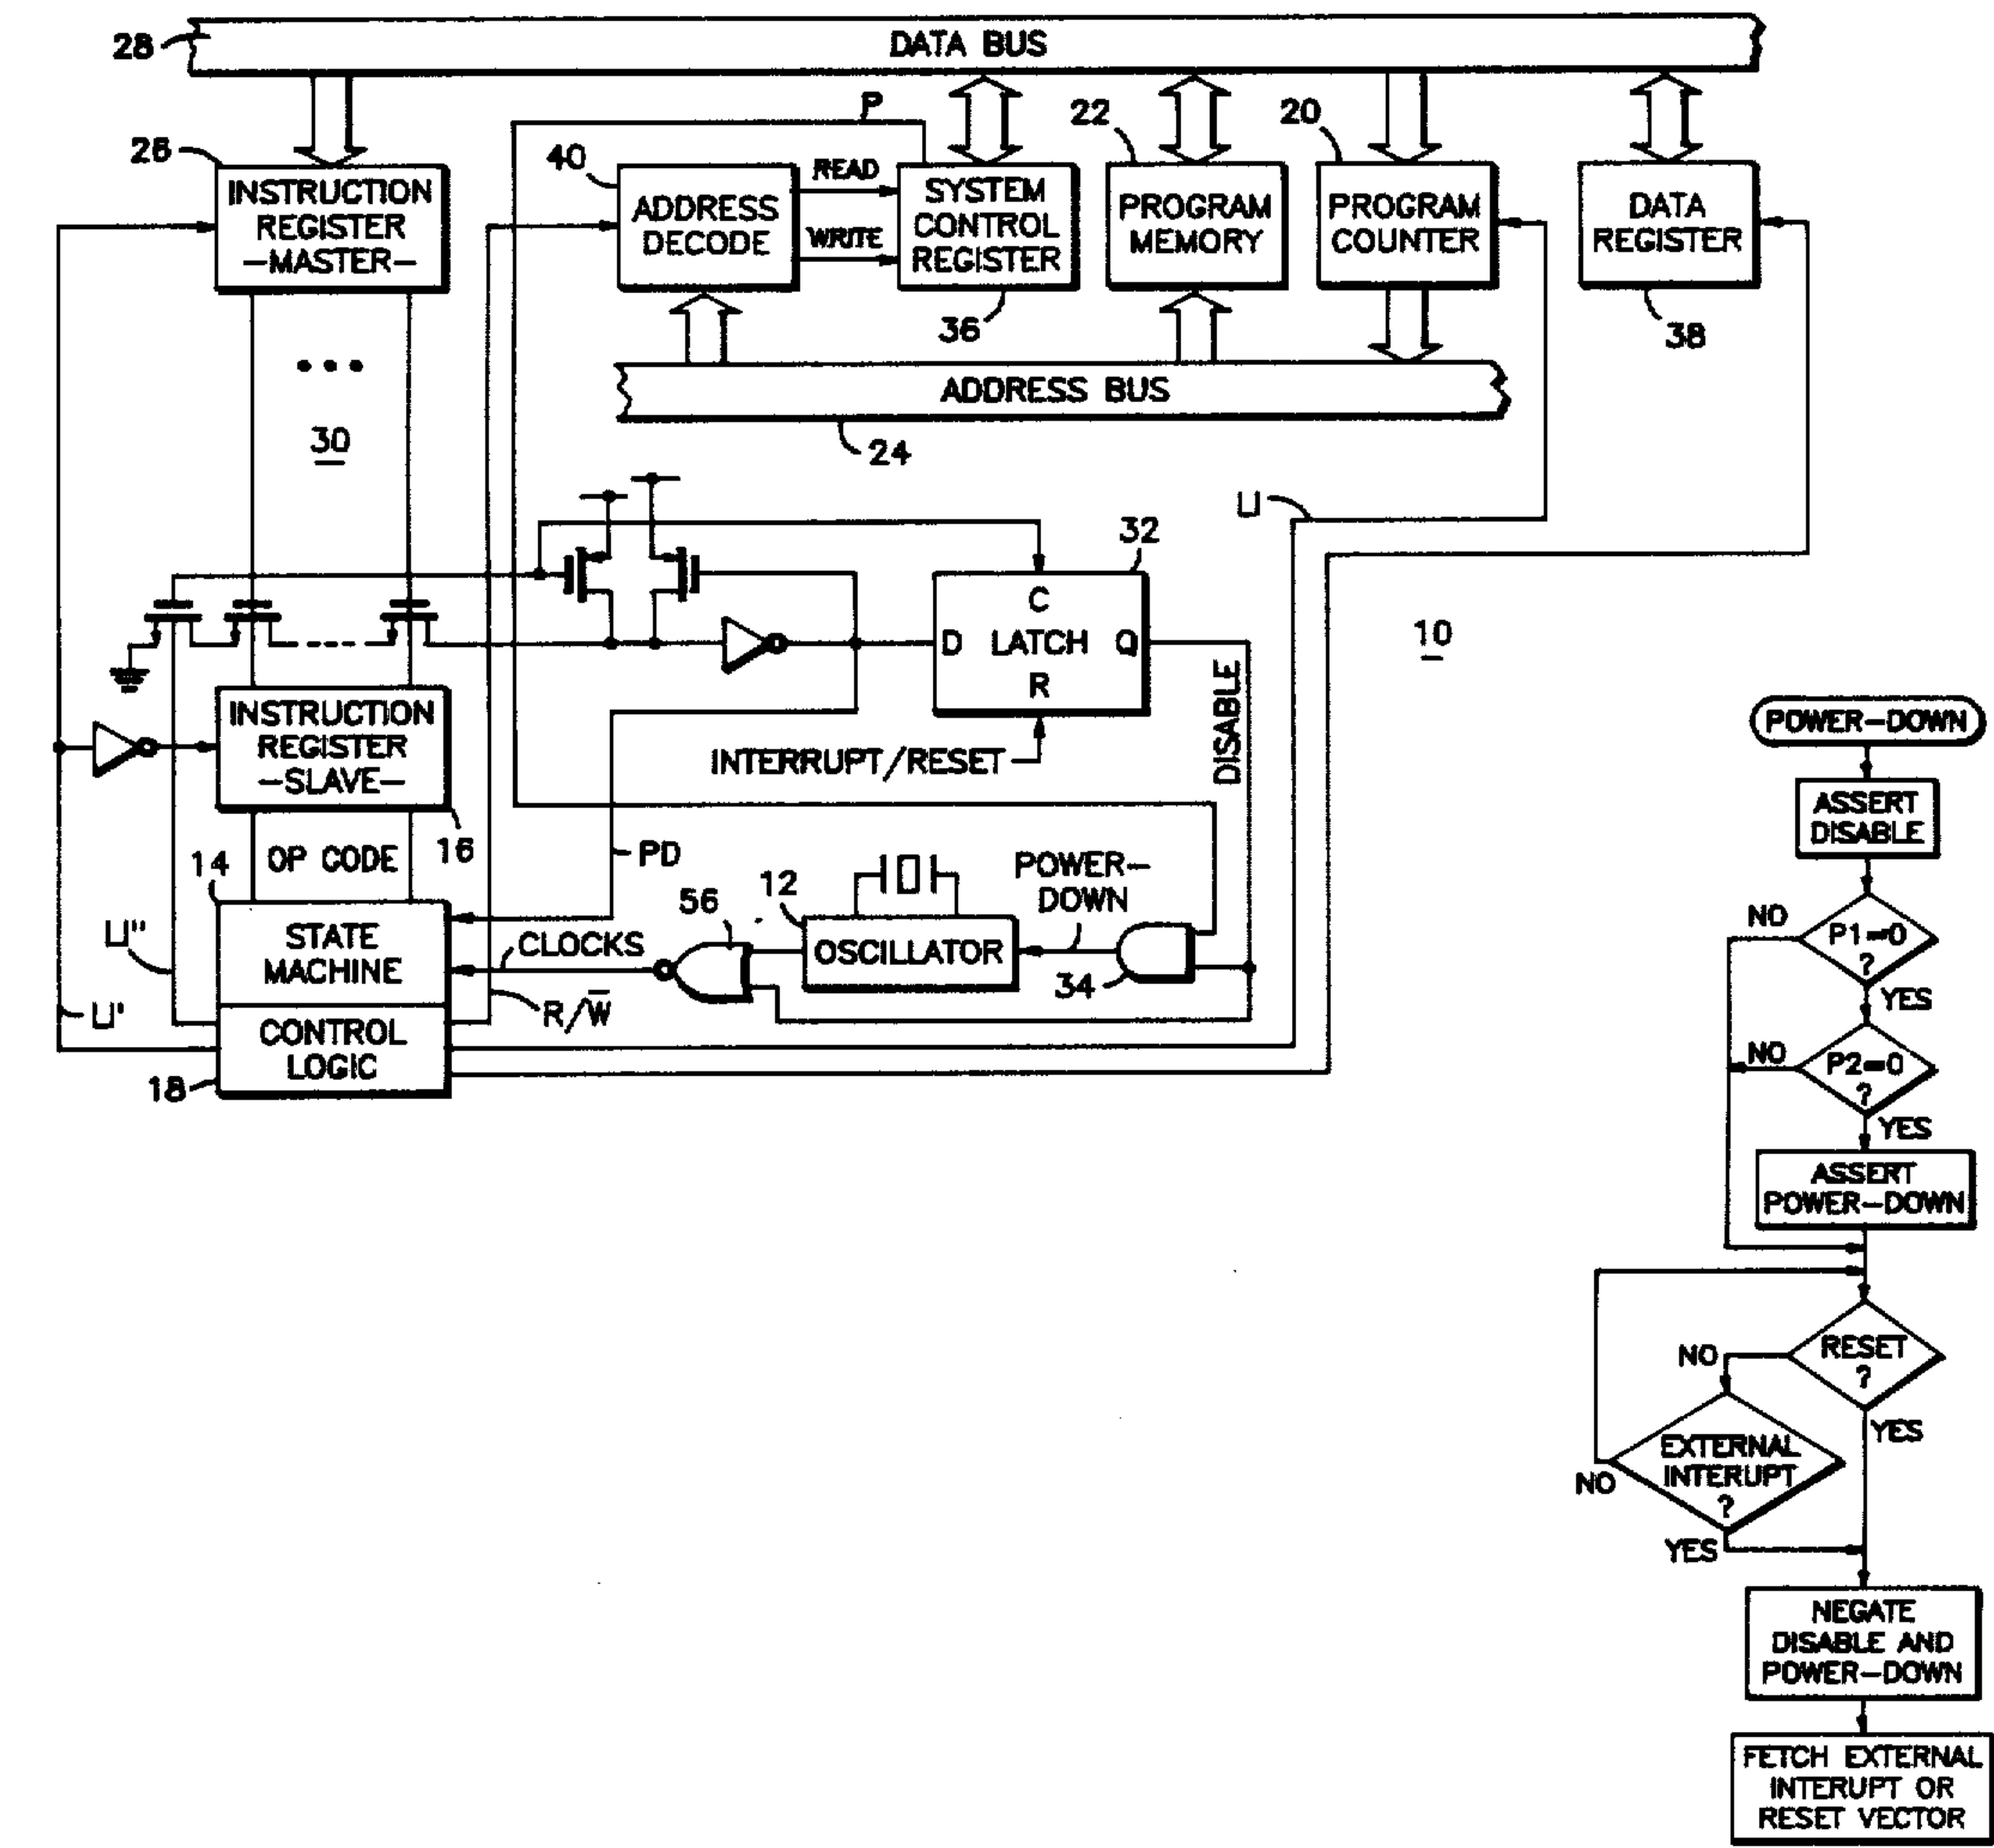 28
DATA BUS
P
22
20
26
40
READ
WRITE
INSTRUCTION
REGISTER
-MASTER-
ADDRESS
DECODE
SYSTEM
CONTROL
REGISTER
PROGRAM
MEMORY
PROGRAM
COUNTER
DATA
REGISTER
36
38
ADDRESS BUS
24
30
U
32
C
D LATCH Q
R
10
DISABLE
INTERRUPT/RESET
INSTRUCTION
REGISTER
-SLAVE-
16
OP CODE
14
PD
POWER-
DOWN
12
56
U"
STATE
MACHINE
CLOCKS
OSCILLATOR
34
U'
R/W̅
CONTROL
LOGIC
18
POWER-DOWN
ASSERT
DISABLE
NO
P1=0
?
YES
NO
P2=0
?
YES
ASSERT
POWER-DOWN
NO
RESET
?
YES
EXTERNAL
INTERUPT
?
NO
YES
NEGATE
DISABLE AND
POWER-DOWN
FETCH EXTERNAL
INTERUPT OR
RESET VECTOR